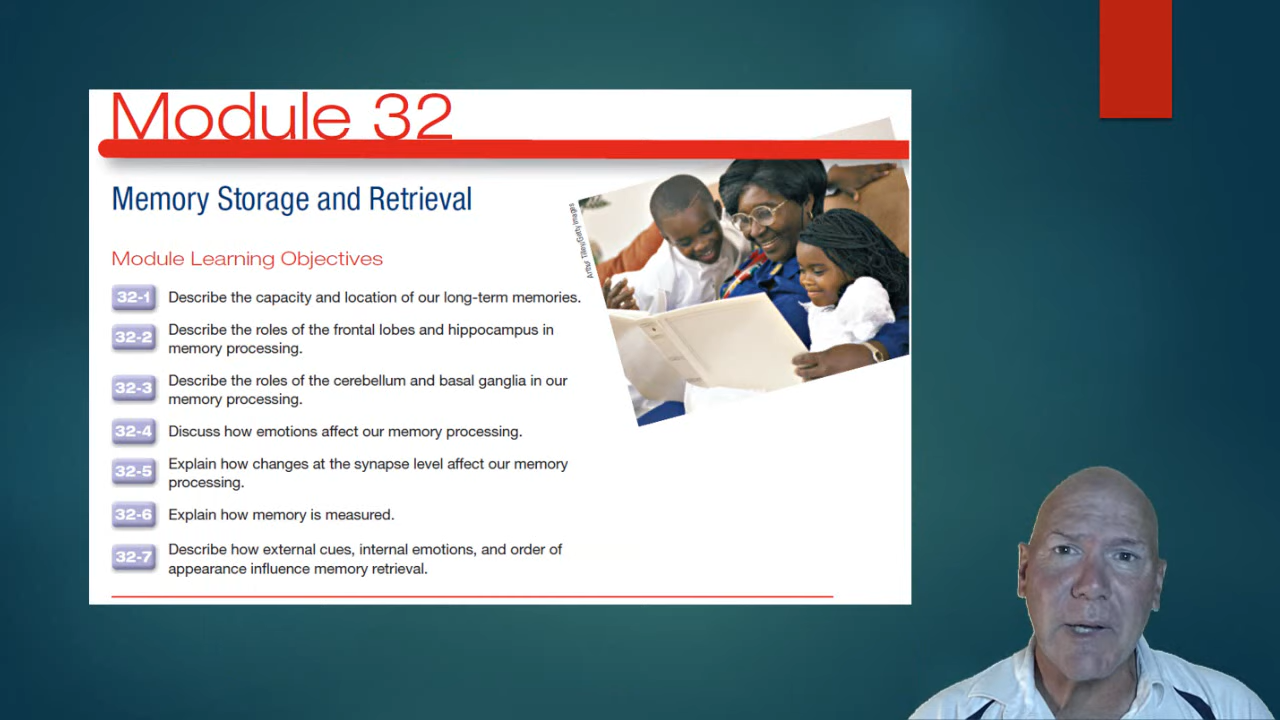 Module 32
Memory Storage and Retrieval
Module Learning Objectives
32-1 Describe the capacity and location of our long-term memories.
32-2 Describe the roles of the frontal lobes and hippocampus in
memory processing.
32-3 Describe the roles of the cerebellum and basal ganglia in our
memory processing.
32-4 Discuss how emotions affect our memory processing.
32-5 Explain how changes at the synapse level affect our memory
processing.
32-6 Explain how memory is measured.
32-7 Describe how external cues, internal emotions, and order of
appearance influence memory retrieval.
Images